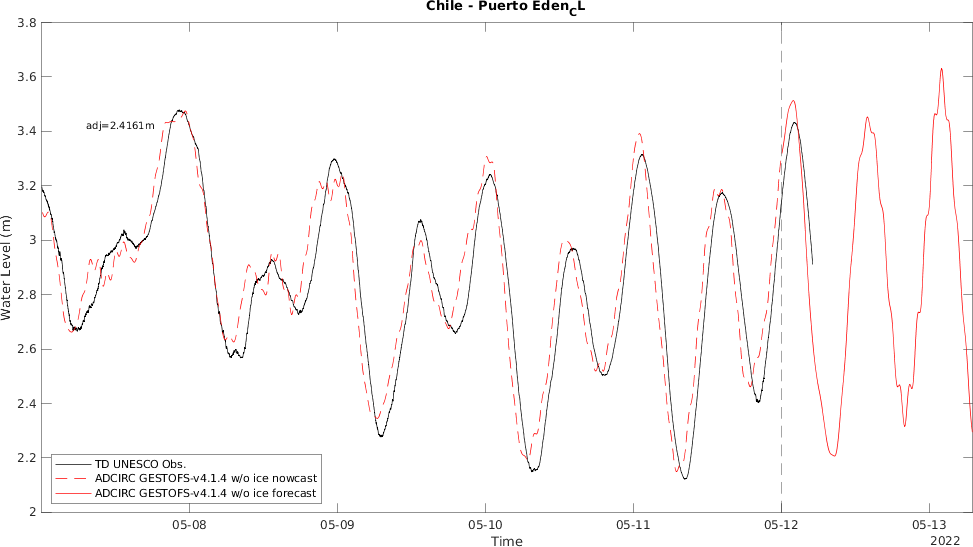 Chile - Puerto Eden_CL
3.8
3.6
3.4
3.2
3
2.8
2.6
2.4
2.2
2
Water Level (m)
adj=2.4161m
TD UNESCO Obs.
ADCIRC GESTOFS-v4.1.4 w/o ice nowcast
ADCIRC GESTOFS-v4.1.4 w/o ice forecast
05-08 05-09 05-10 05-11 05-12 05-13
Time
2022